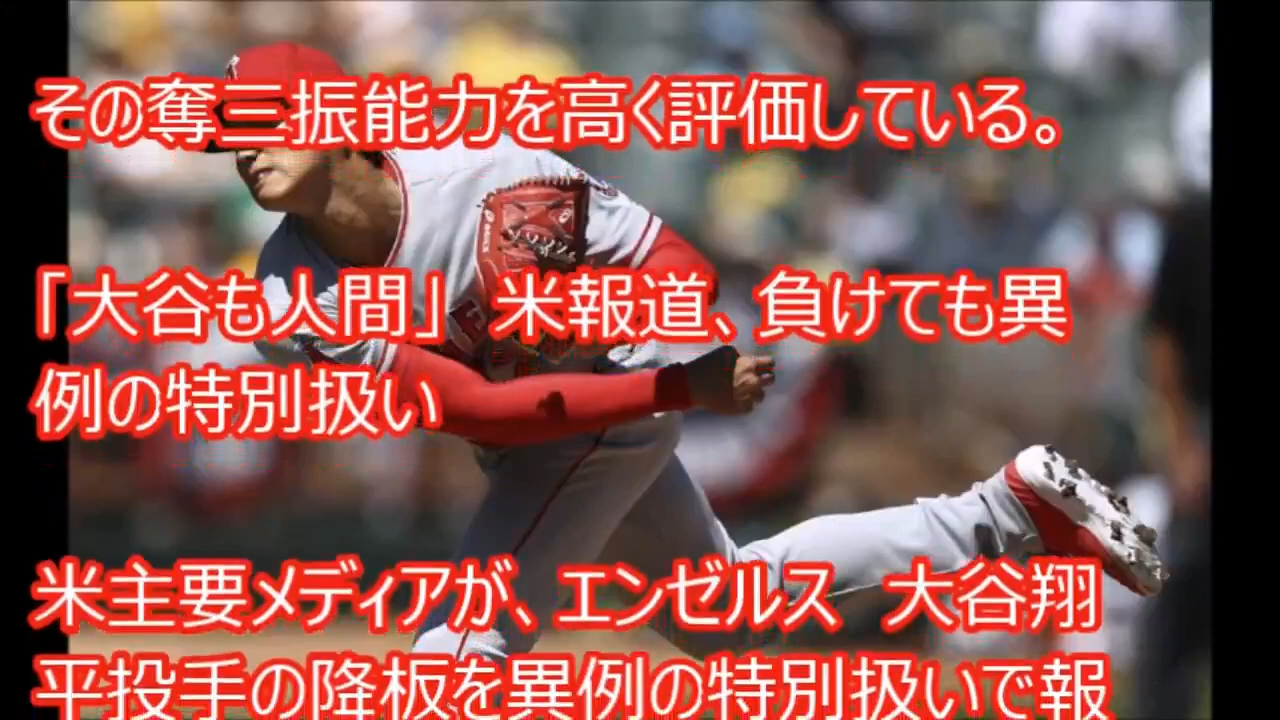 その奪三振能力を高く評価している。
「大谷も人間」 米報道、負けても異
例の特別扱い
米主要メディアが、エンゼルス 大谷翔
平投手の降板を異例の特別扱いで報